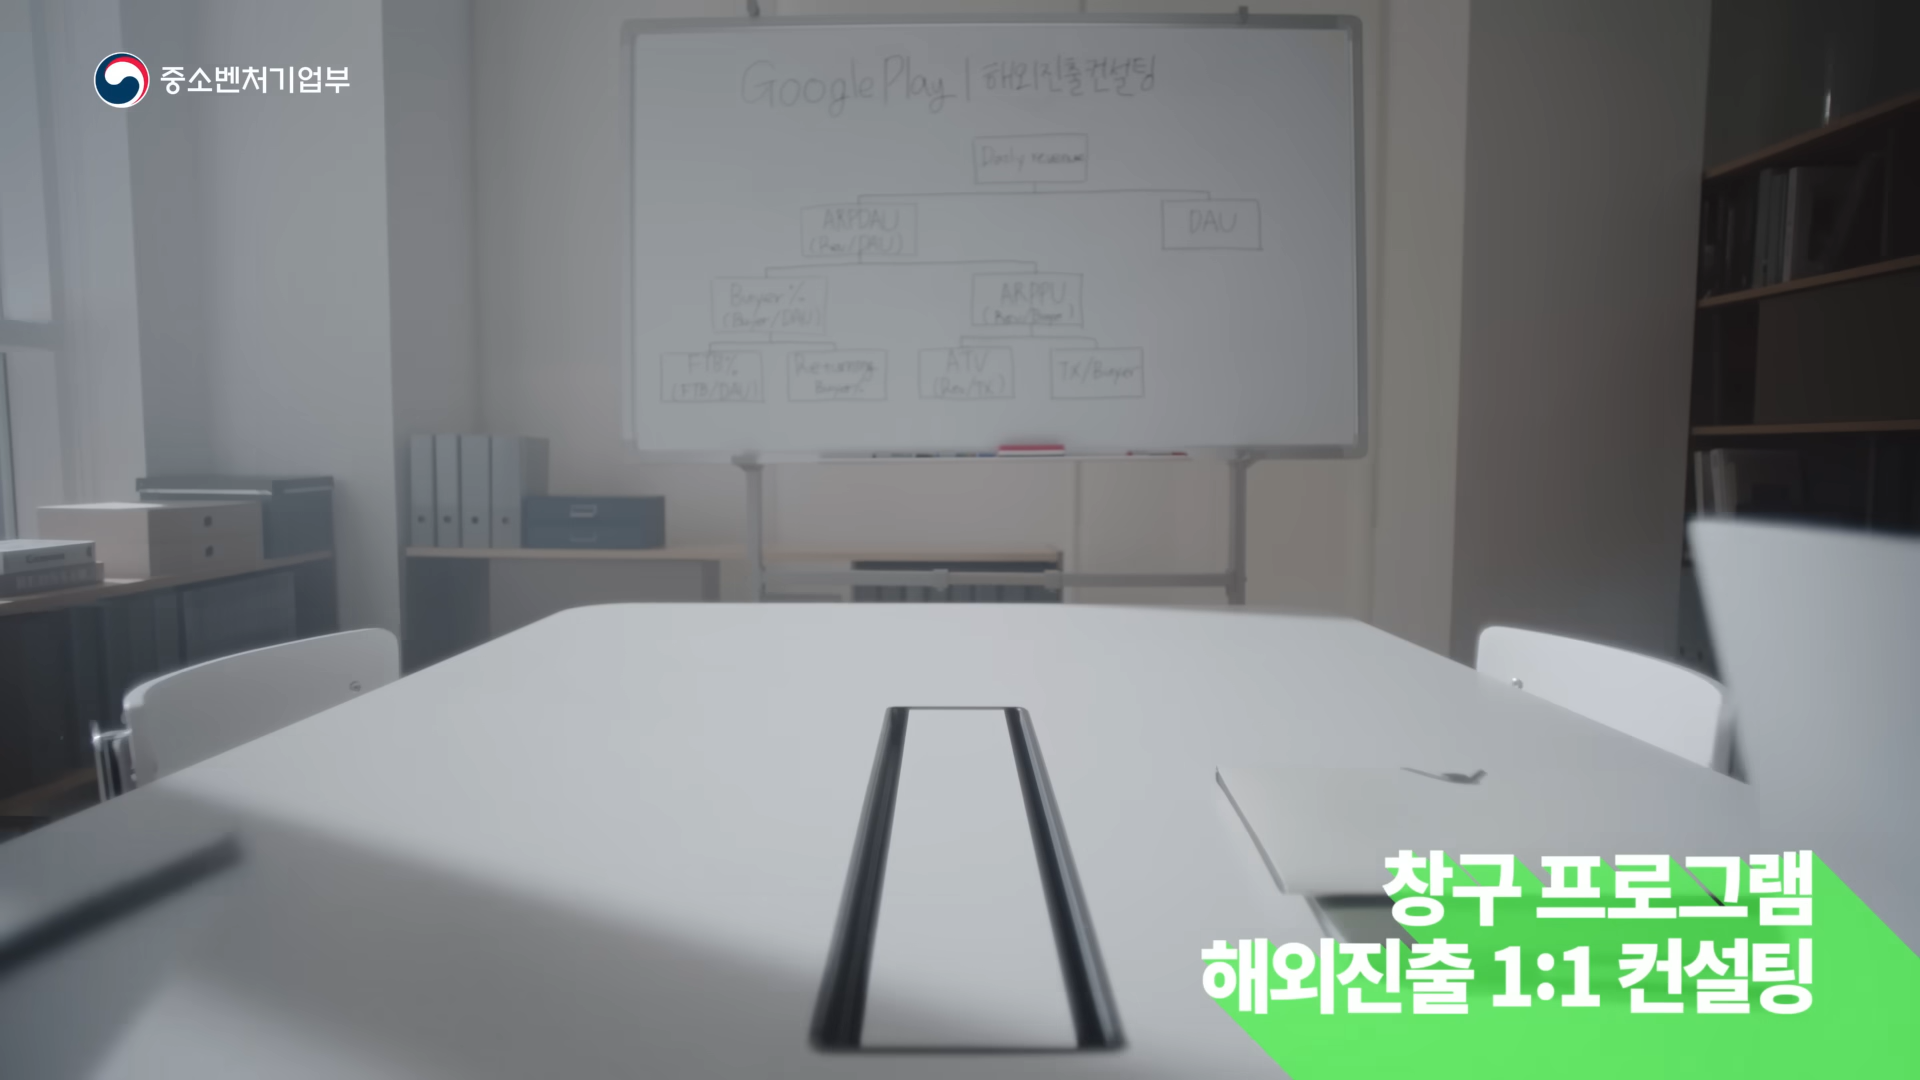 중소벤처기업부
Google Play | 해외진출컨설팅
Daily revenue
ARPDAU
(Rev/DAU)
DAU
Buyer %
(Buyer/DAU)
ARPPU
(Rev/Buyer)
FTB%
(FTB/DAU)
Returning
Buyer%
ATV
(Rev/TX)
TX/Buyer
창구 프로그램
해외진출 1:1 컨설팅